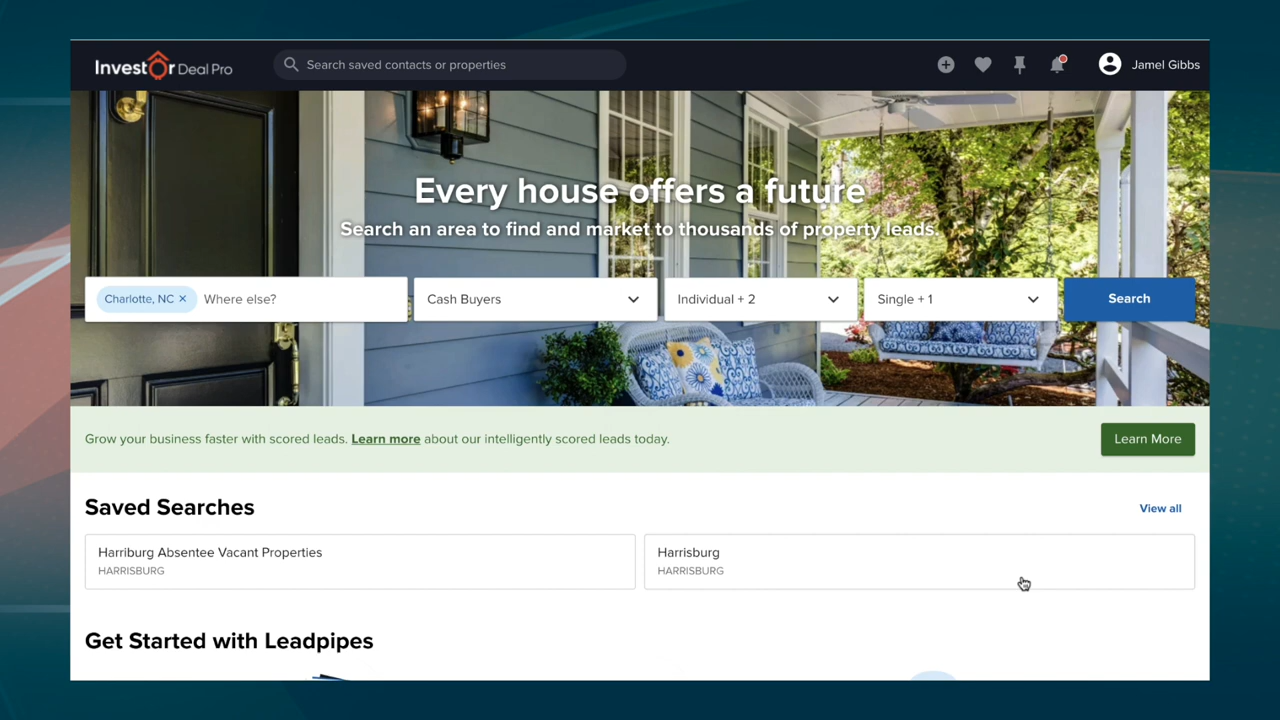 InvestOr Deal Pro
Search saved contacts or properties
Jamel Gibbs
Every house offers a future
Search an area to find and market to thousands of property leads.
Charlotte, NC ×
Where else?
Cash Buyers
Individual + 2
Single + 1
Search
Grow your business faster with scored leads. Learn more about our intelligently scored leads today.
Learn More
Saved Searches
View all
Harriburg Absentee Vacant Properties
HARRISBURG
Harrisburg
HARRISBURG
Get Started with Leadpipes